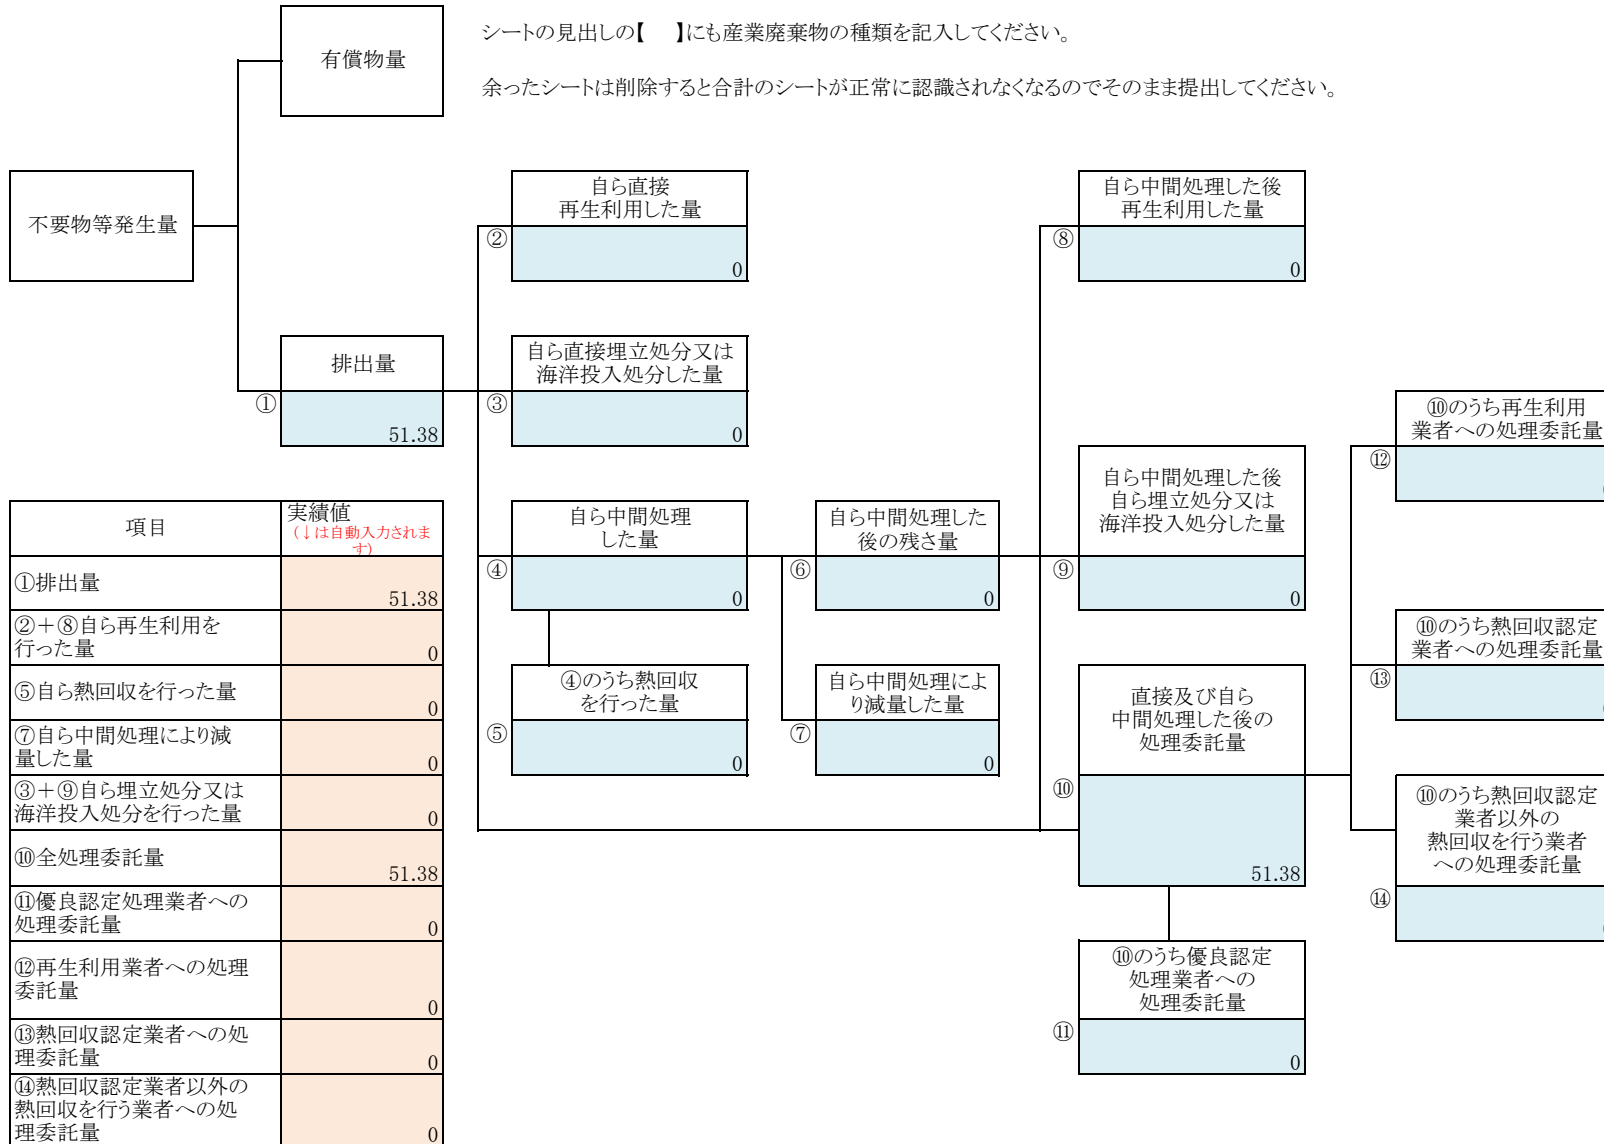 有償物量
シートの見出しの【　】にも産業廃棄物の種類を記入してください。
余ったシートは削除すると合計のシートが正常に認識されなくなるのでそのまま提出してください。
不要物等発生量
自ら直接
再生利用した量
②
0
自ら中間処理した後
再生利用した量
⑧
0
排出量
①
51.38
自ら直接埋立処分又は
海洋投入処分した量
③
0
⑩のうち再生利用
業者への処理委託量
⑫
自ら中間処理
した量
④
0
自ら中間処理した
後の残さ量
⑥
0
自ら中間処理した後
自ら埋立処分又は
海洋投入処分した量
⑨
0
⑩のうち熱回収認定
業者への処理委託量
⑬
④のうち熱回収
を行った量
⑤
0
自ら中間処理によ
り減量した量
⑦
0
直接及び自ら
中間処理した後の
処理委託量
⑩
51.38
⑩のうち熱回収認定
業者以外の
熱回収を行う業者
への処理委託量
⑭
⑩のうち優良認定
処理業者への
処理委託量
⑪
0
項目
実績値
（↓は自動入力されま
す）
①排出量
51.38
②＋⑧自ら再生利用を
行った量
0
⑤自ら熱回収を行った量
0
⑦自ら中間処理により減
量した量
0
③＋⑨自ら埋立処分又は
海洋投入処分を行った量
0
⑩全処理委託量
51.38
⑪優良認定処理業者への
処理委託量
0
⑫再生利用業者への処理
委託量
0
⑬熱回収認定業者への処
理委託量
0
⑭熱回収認定業者以外の
熱回収を行う業者への処
理委託量
0